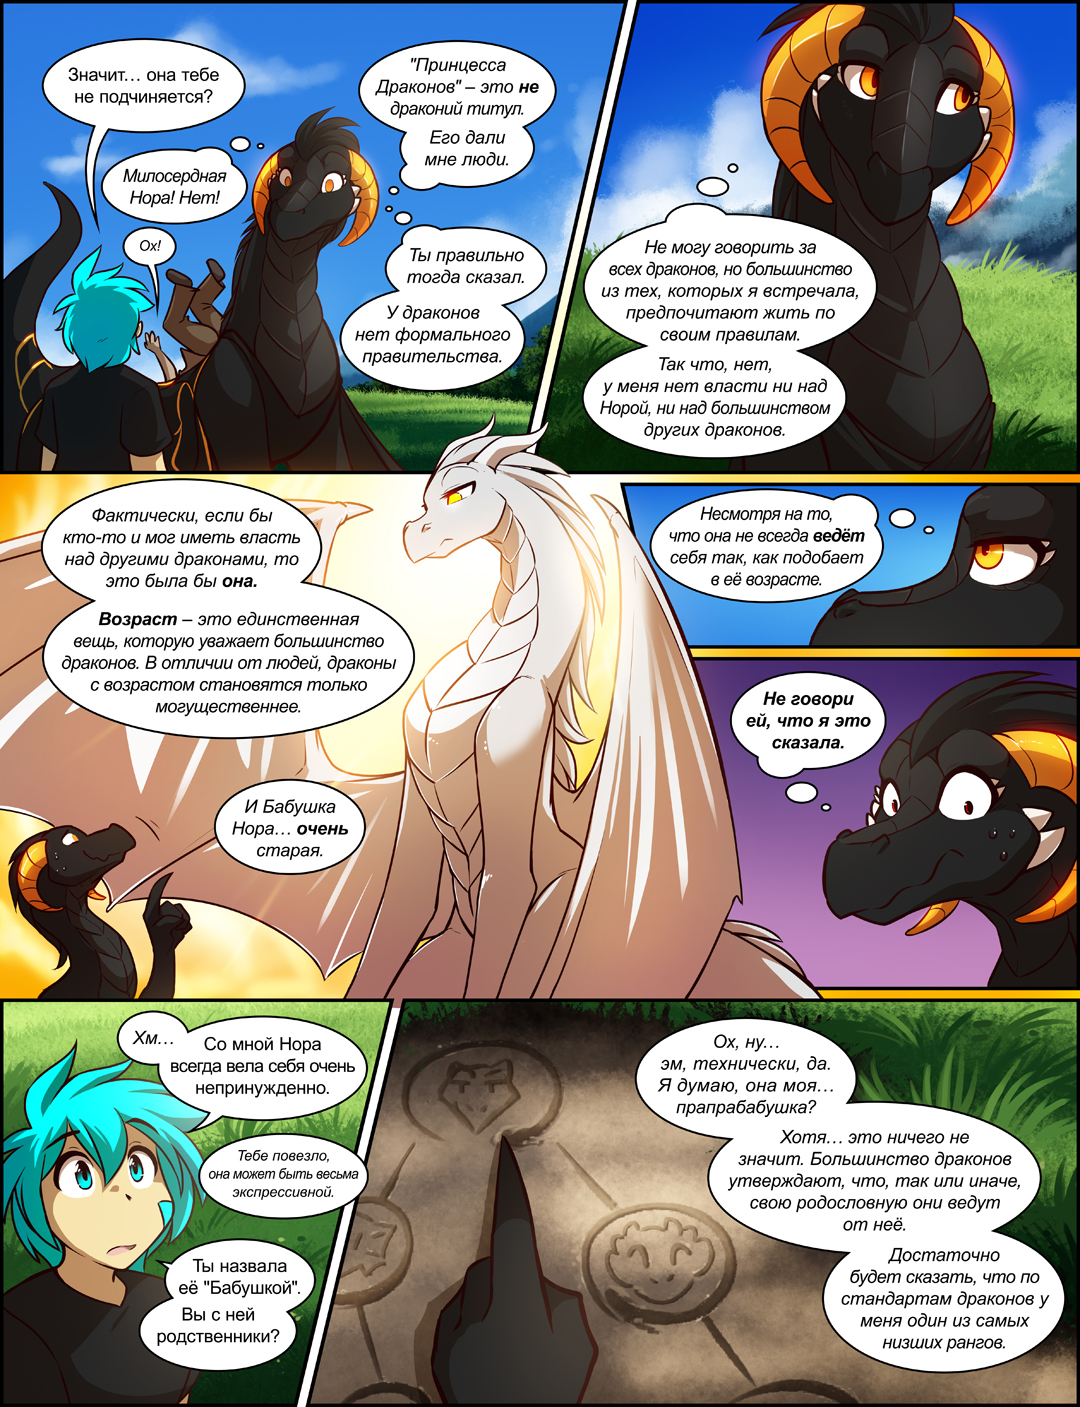 Значит... она тебе
не подчиняется?
Милосердная
Нора! Нет!
Ох!
"Принцесса
Драконов" – это не
драконий титул.
Его дали
мне люди.
Ты правильно
тогда сказал.
У драконов
нет формального
правительства.
Не могу говорить за
всех драконов, но большинство
из тех, которых я встречала,
предпочитают жить по
своим правилам.
Так что, нет,
у меня нет власти ни над
Норой, ни над большинством
других драконов.
Фактически, если бы
кто-то и мог иметь власть
над другими драконами, то
это была бы она.
Возраст – это единственная
вещь, которую уважает большинство
драконов. В отличии от людей, драконы
с возрастом становятся только
могущественнее.
И Бабушка
Нора... очень
старая.
Несмотря на то,
что она не всегда ведёт
себя так, как подобает
в её возрасте.
Не говори
ей, что я это
сказала.
Хм...
Со мной Нора
всегда вела себя очень
непринужденно.
Тебе повезло,
она может быть весьма
экспрессивной.
Ты назвала
её "Бабушкой".
Вы с ней
родственники?
Ох, ну...
эм, технически, да.
Я думаю, она моя...
прапрабабушка?
Хотя... это ничего не
значит. Большинство драконов
утверждают, что, так или иначе,
свою родословную они ведут
от неё.
Достаточно
будет сказать, что по
стандартам драконов у
меня один из самых
низших рангов.